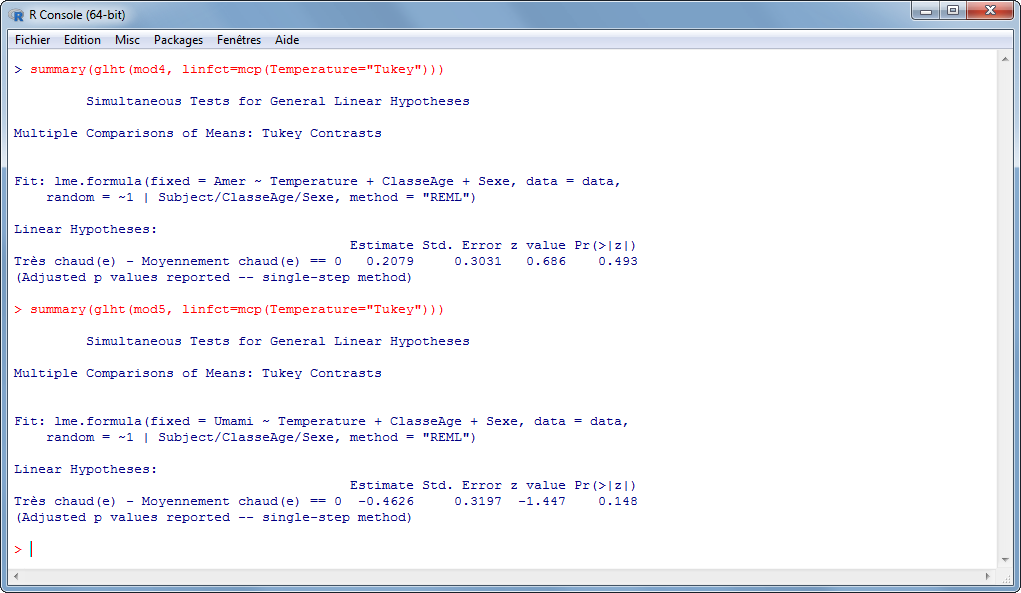 R Console (64-bit)
Fichier Edition Misc Packages Fenêtres Aide
> summary(glht(mod4, linfct=mcp(Temperature="Tukey")))
Simultaneous Tests for General Linear Hypotheses
Multiple Comparisons of Means: Tukey Contrasts
Fit: lme.formula(fixed = Amer ~ Temperature + ClasseAge + Sexe, data = data,
random = ~1 | Subject/ClasseAge/Sexe, method = "REML")
Linear Hypotheses:
Estimate Std. Error z value Pr(>|z|)
Très chaud(e) - Moyennement chaud(e) == 0 0.2079 0.3031 0.686 0.493
(Adjusted p values reported -- single-step method)
> summary(glht(mod5, linfct=mcp(Temperature="Tukey")))
Simultaneous Tests for General Linear Hypotheses
Multiple Comparisons of Means: Tukey Contrasts
Fit: lme.formula(fixed = Umami ~ Temperature + ClasseAge + Sexe, data = data,
random = ~1 | Subject/ClasseAge/Sexe, method = "REML")
Linear Hypotheses:
Estimate Std. Error z value Pr(>|z|)
Très chaud(e) - Moyennement chaud(e) == 0 -0.4626 0.3197 -1.447 0.148
(Adjusted p values reported -- single-step method)
>